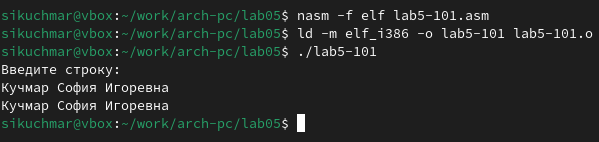 sikuchmar@vbox:~/work/arch-pc/lab05$ nasm -f elf lab5-101.asm
sikuchmar@vbox:~/work/arch-pc/lab05$ ld -m elf_i386 -o lab5-101 lab5-101.o
sikuchmar@vbox:~/work/arch-pc/lab05$ ./lab5-101
Введите строку:
Кучмар София Игоревна
Кучмар София Игоревна
sikuchmar@vbox:~/work/arch-pc/lab05$